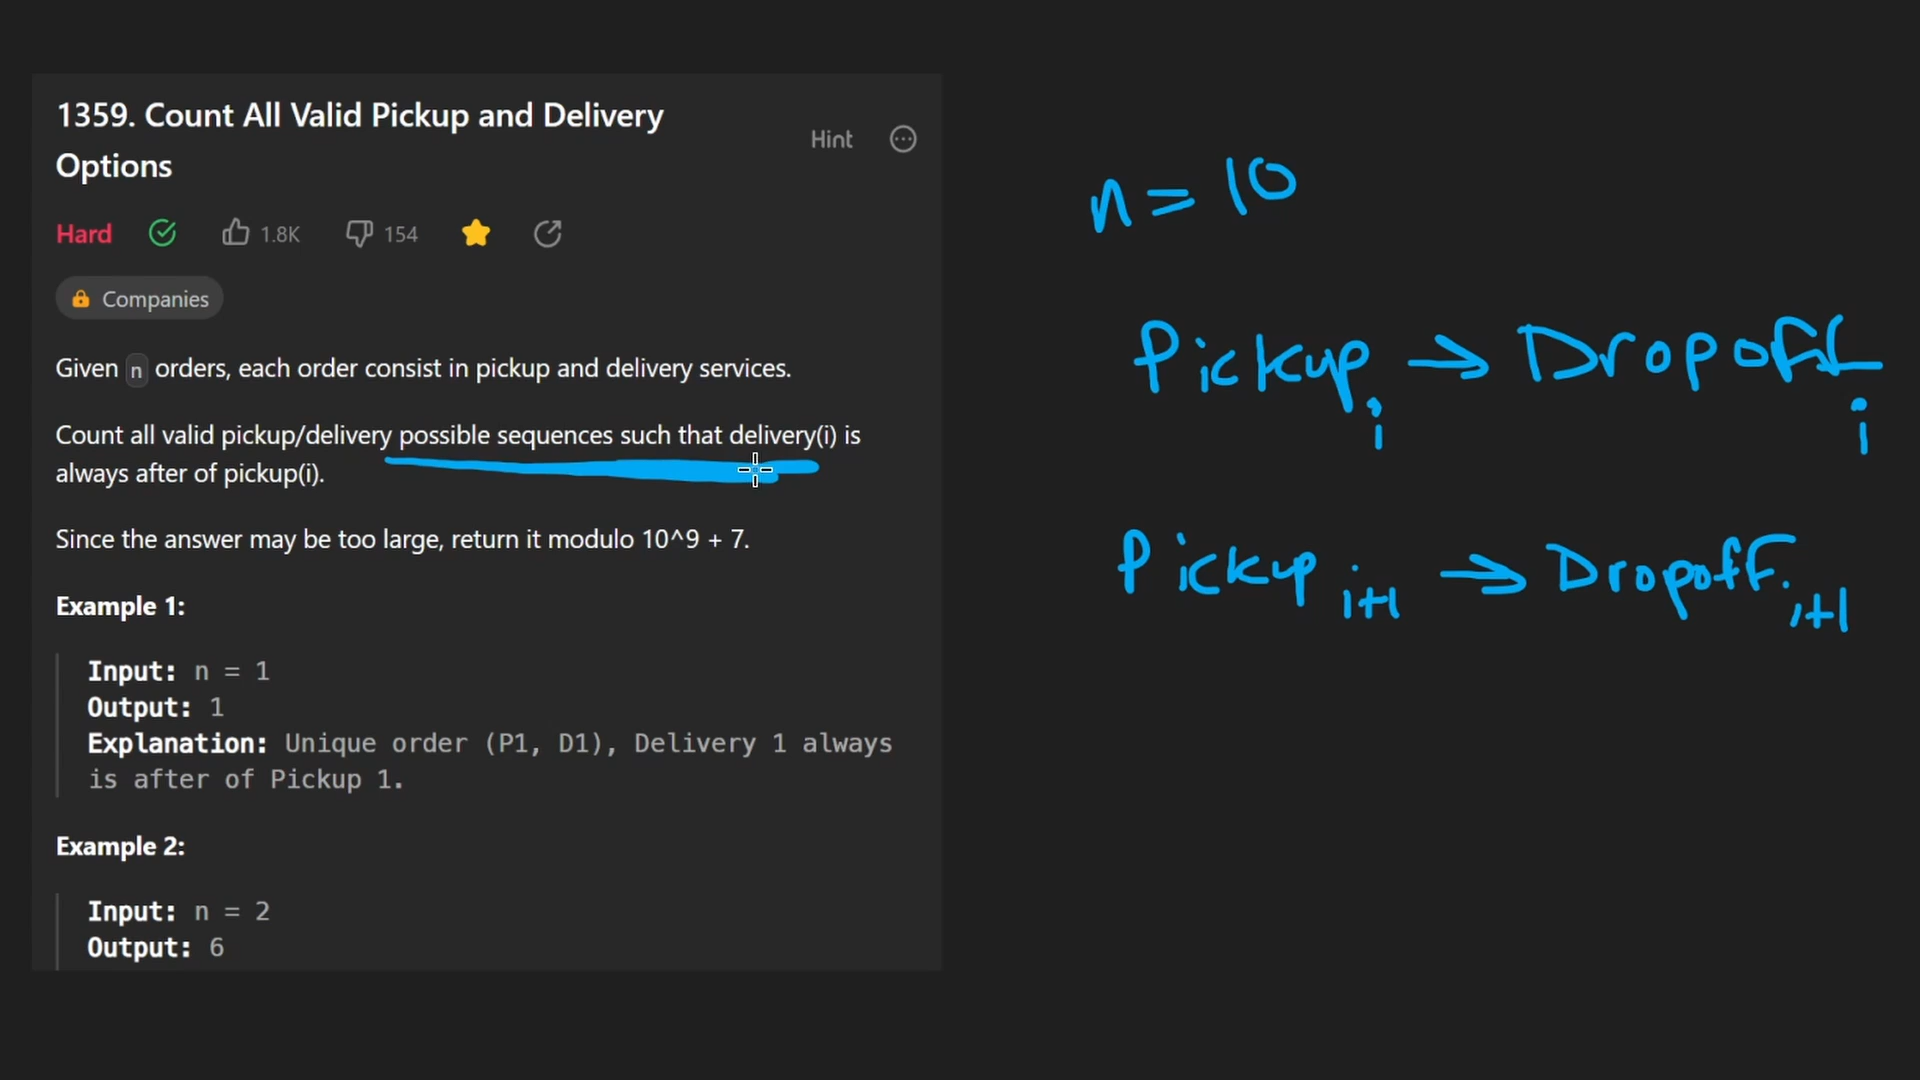 1359. Count All Valid Pickup and Delivery
Options
Hint
Hard 1.8K 154
Companies
Given n orders, each order consist in pickup and delivery services.
Count all valid pickup/delivery possible sequences such that delivery(i) is
always after of pickup(i).
Since the answer may be too large, return it modulo 10^9 + 7.
Example 1:
Input: n = 1
Output: 1
Explanation: Unique order (P1, D1), Delivery 1 always
is after of Pickup 1.
Example 2:
Input: n = 2
Output: 6
n = 10
Pickup i → Dropoff i
Pickup i+1 → Dropoff i+1